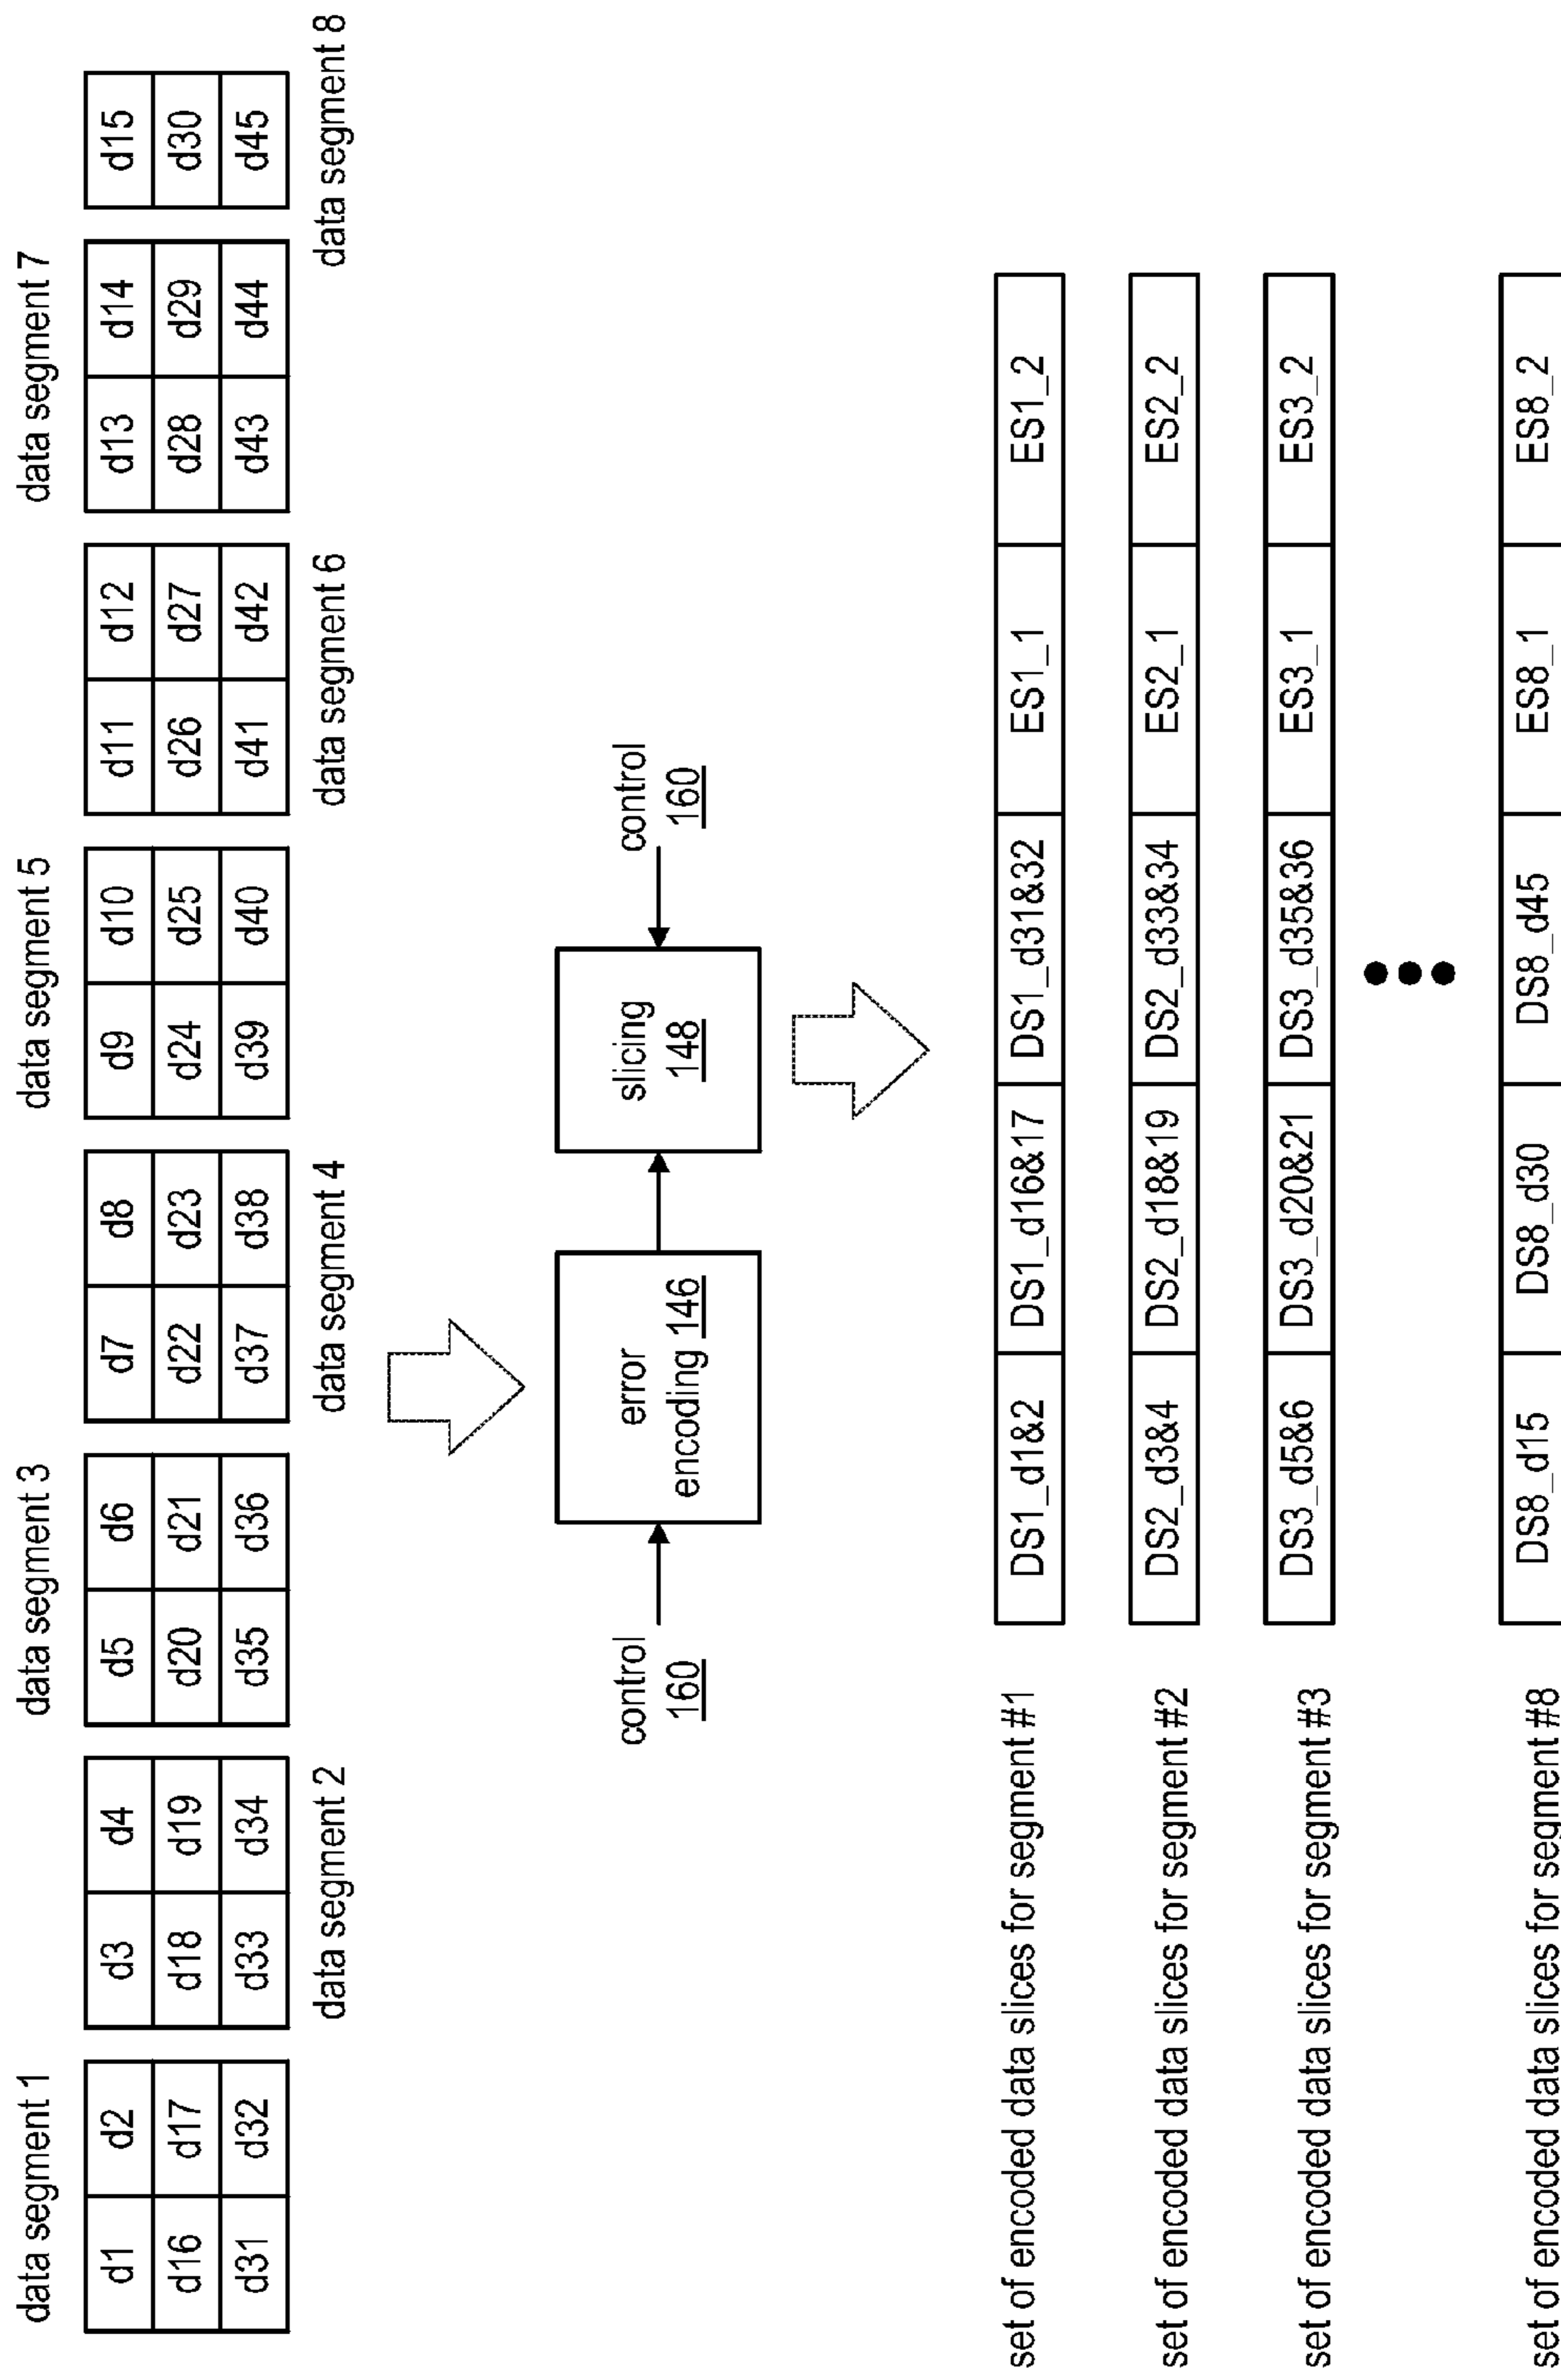 data segment 1
data segment 3
data segment 5
data segment 7
d1 d2 d3 d4 d5 d6 d7 d8 d9 d10 d11 d12 d13 d14 d15
d16 d17 d18 d19 d20 d21 d22 d23 d24 d25 d26 d27 d28 d29 d30
d31 d32 d33 d34 d35 d36 d37 d38 d39 d40 d41 d42 d43 d44 d45
data segment 2
data segment 4
data segment 6
data segment 8
control
160
error
encoding 146
slicing
148
control
160
set of encoded data slices for segment #1
DS1_d1&2 DS1_d16&17 DS1_d31&32 ES1_1 ES1_2
set of encoded data slices for segment #2
DS2_d3&4 DS2_d18&19 DS2_d33&34 ES2_1 ES2_2
set of encoded data slices for segment #3
DS3_d5&6 DS3_d20&21 DS3_d35&36 ES3_1 ES3_2
set of encoded data slices for segment #8
DS8_d15 DS8_d30 DS8_d45 ES8_1 ES8_2